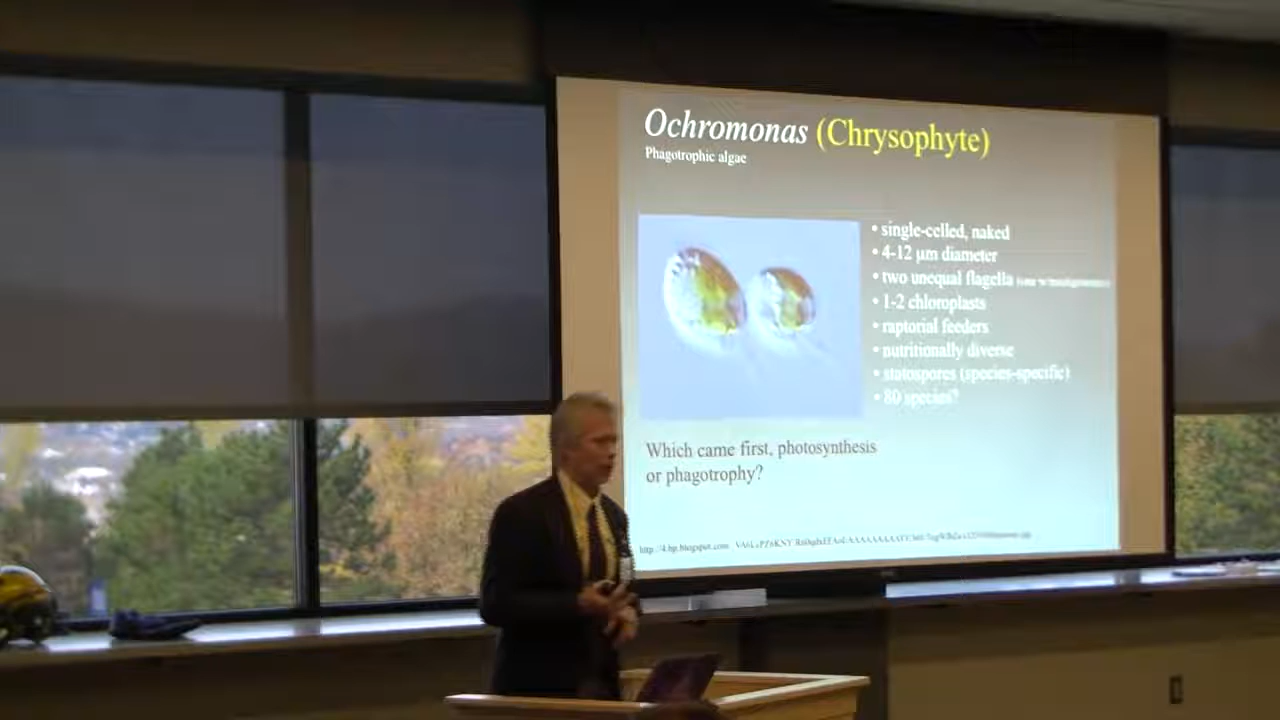 Ochromonas (Chrysophyte)
Phagotrophic algae
• single-celled, naked
• 4-12 µm diameter
• two unequal flagella
• 1-2 chloroplasts
• raptorial feeders
• nutritionally diverse
• statospores (species-specific)
• 80 species?
Which came first, photosynthesis
or phagotrophy?